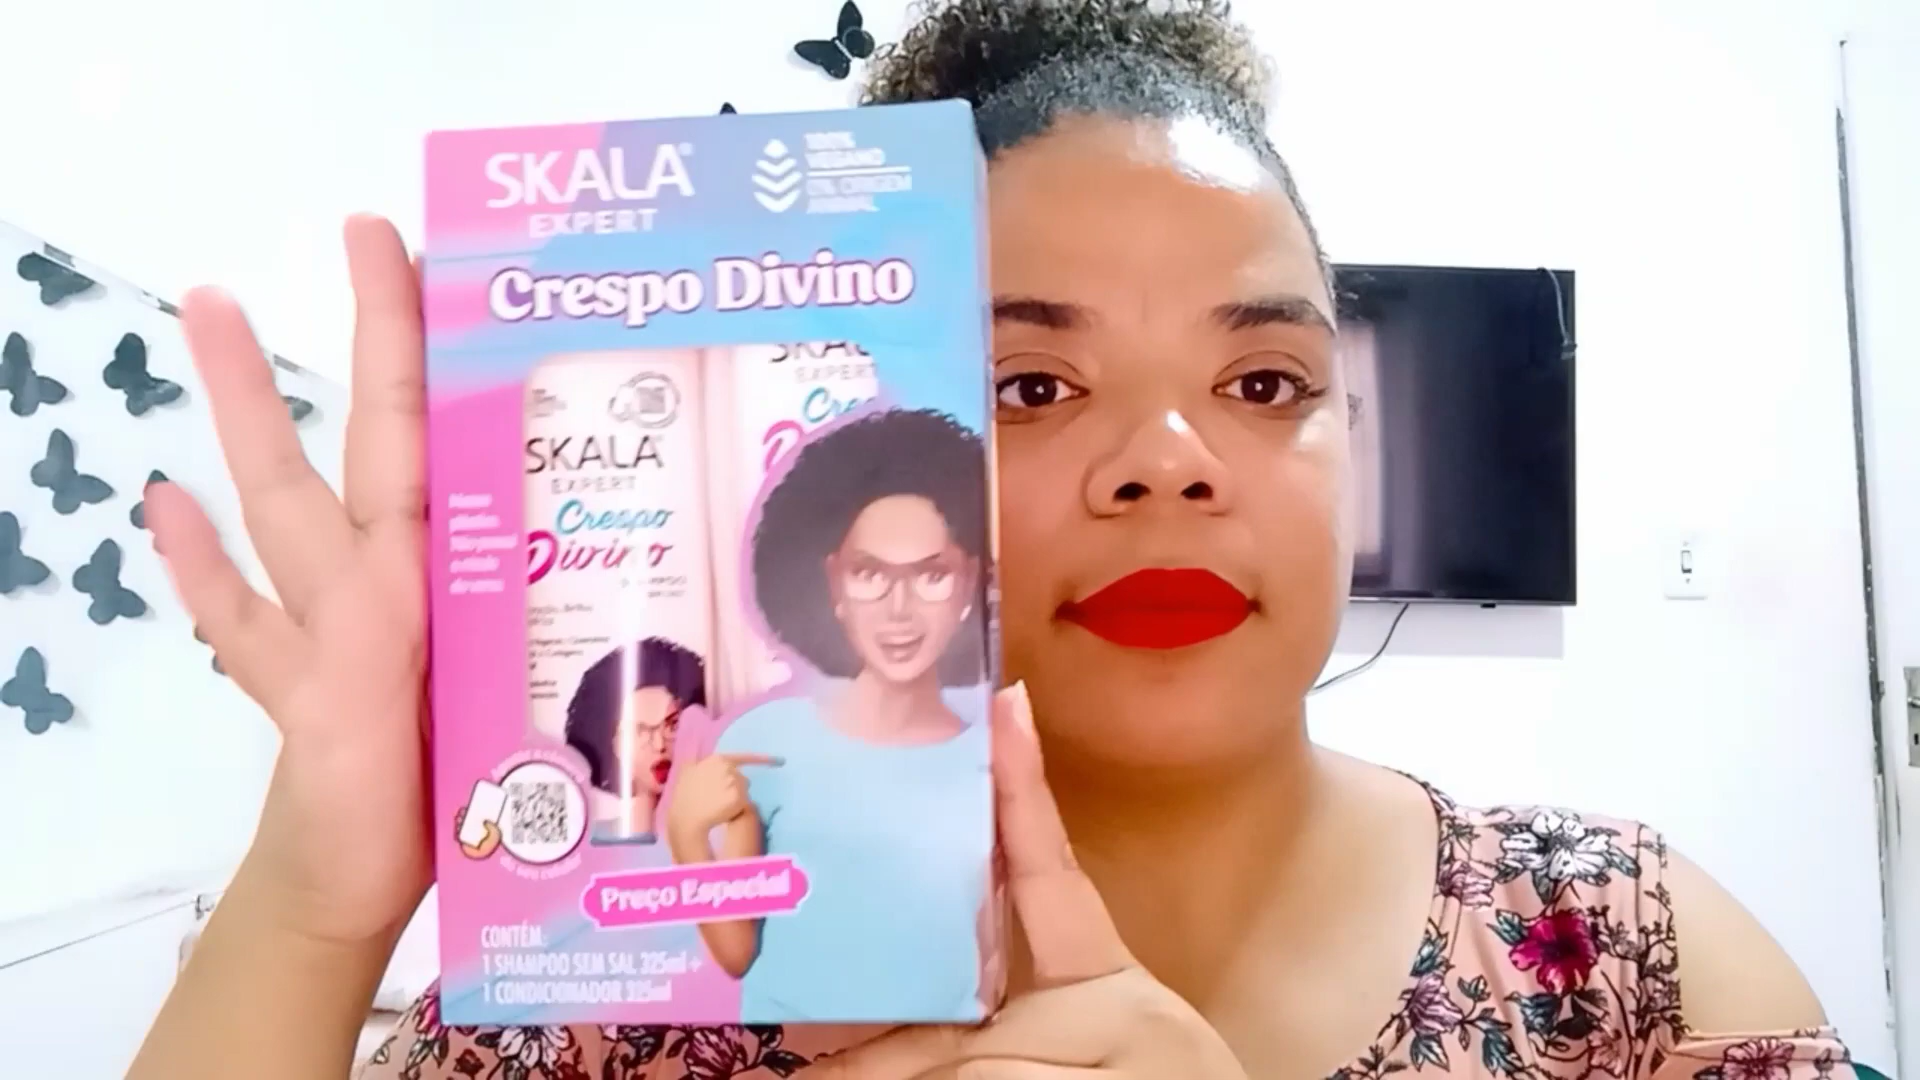 SKALA
EXPERT
100%
VEGANO
0% ORIGEM
ANIMAL
Crespo Divino
SKALA
EXPERT
SKALA
EXPERT
Crespo
Divino
Preço Especial
CONTÉM:
1 SHAMPOO SEM SAL 325ml +
1 CONDICIONADOR 325ml